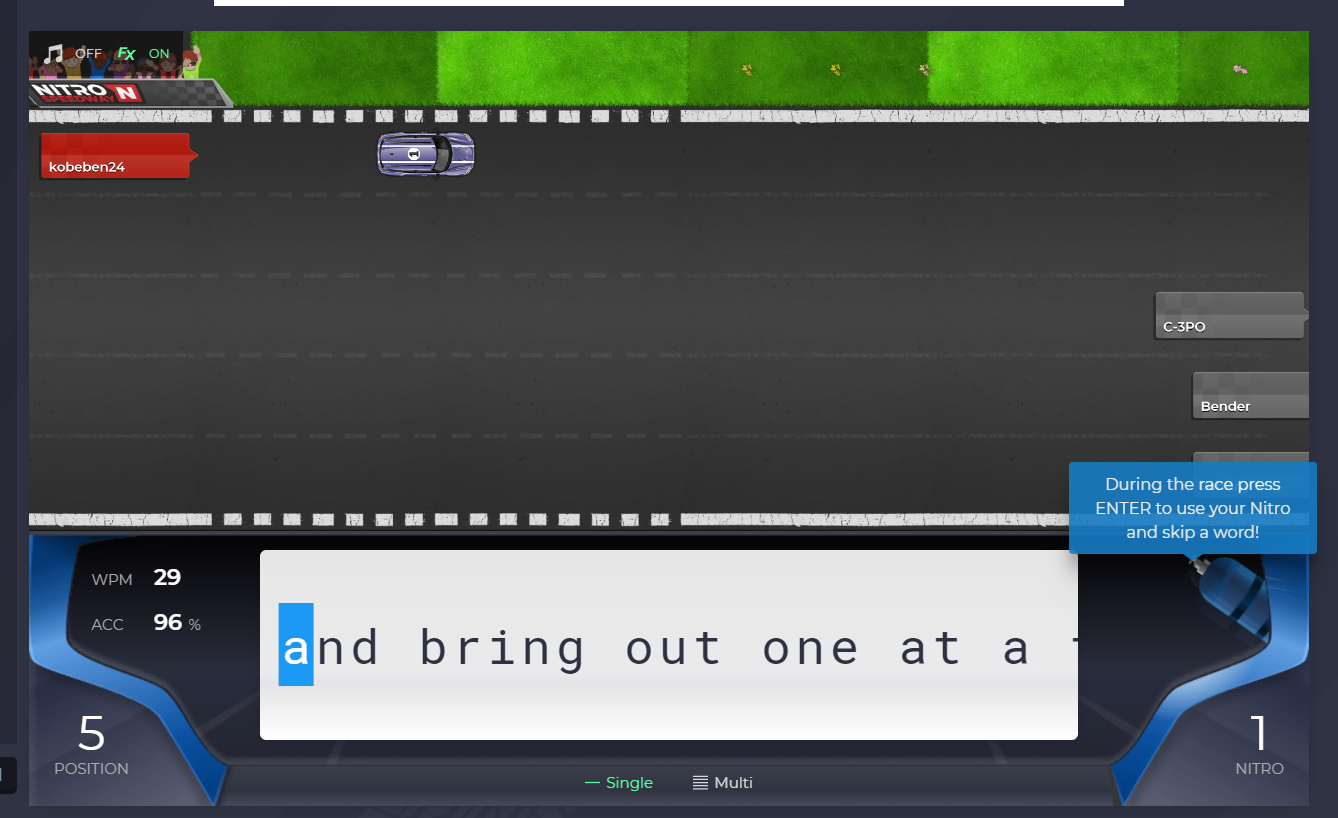 OFF Fx ON
NITRO N
SPEEDWAY
kobeben24
1
C-3PO
Bender
During the race press
ENTER to use your Nitro
and skip a word!
WPM 29
ACC 96 %
and bring out one at a
5
POSITION
1
NITRO
Single Multi